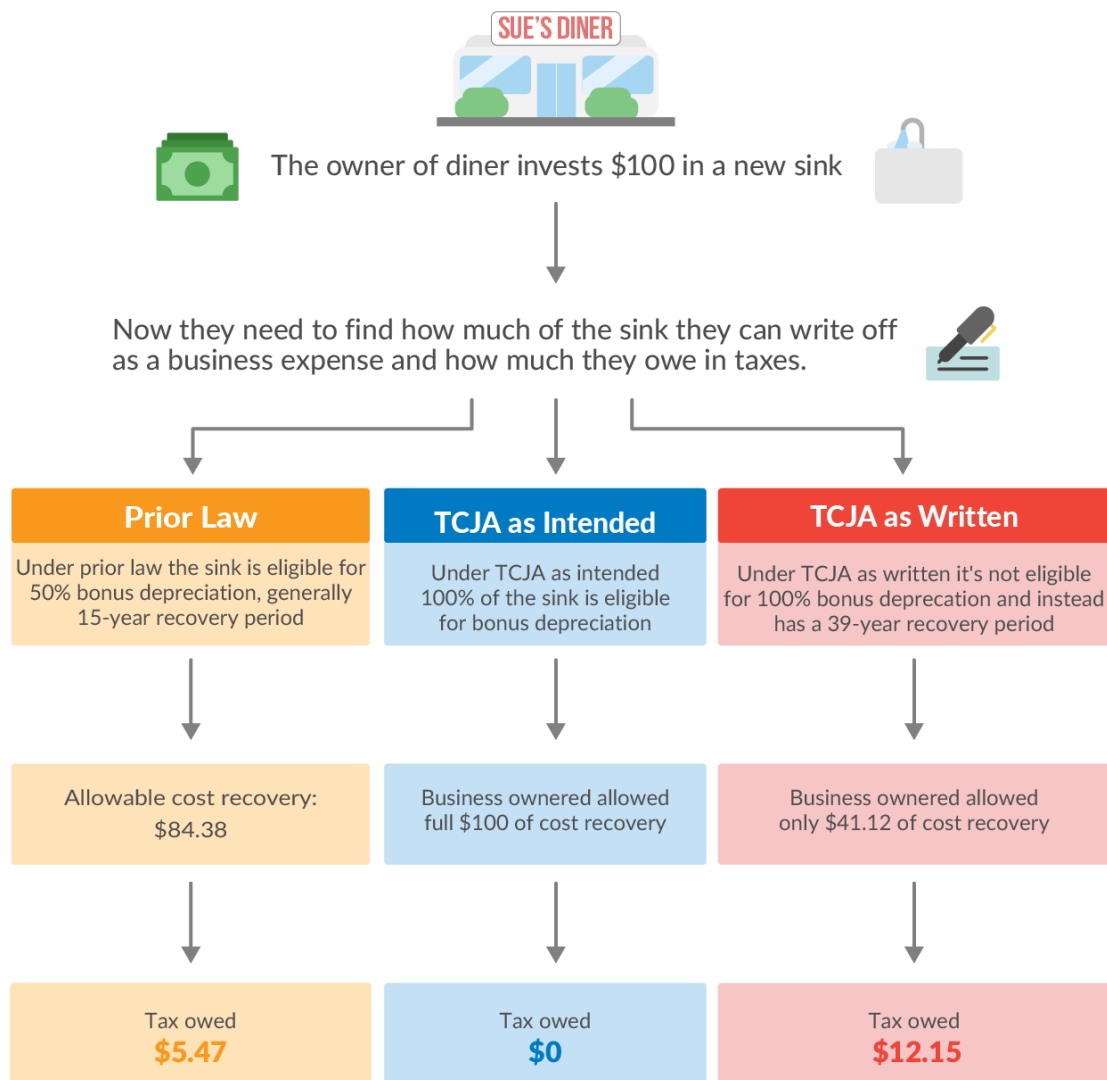 SUE'S DINER
The owner of diner invests $100 in a new sink
Now they need to find how much of the sink they can write off
as a business expense and how much they owe in taxes.
Prior Law
Under prior law the sink is eligible for
50% bonus depreciation, generally
15-year recovery period
Allowable cost recovery:
$84.38
Tax owed
$5.47
TCJA as Intended
Under TCJA as intended
100% of the sink is eligible
for bonus depreciation
Business ownered allowed
full $100 of cost recovery
Tax owed
$0
TCJA as Written
Under TCJA as written it's not eligible
for 100% bonus deprecation and instead
has a 39-year recovery period
Business ownered allowed
only $41.12 of cost recovery
Tax owed
$12.15